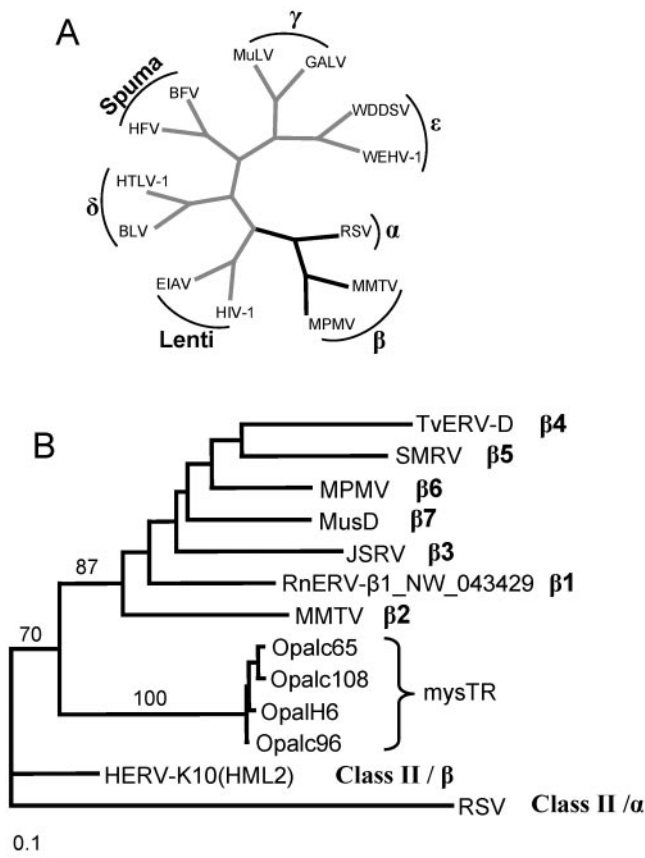 A
γ
MuLV
GALV
Spuma
BFV
HFV
WDDSV
ε
WEHV-1
HTLV-1
δ
BLV
RSV
α
EIAV
HIV-1
Lenti
MMTV
MPMV
β
B
TvERV-D β4
SMRV β5
MPMV β6
MusD β7
JSRV β3
87
RnERV-β1_NW_043429 β1
MMTV β2
70
Opalc65
Opalc108
100
mysTR
OpalH6
Opalc96
HERV-K10(HML2) Class II / β
RSV Class II /α
0.1